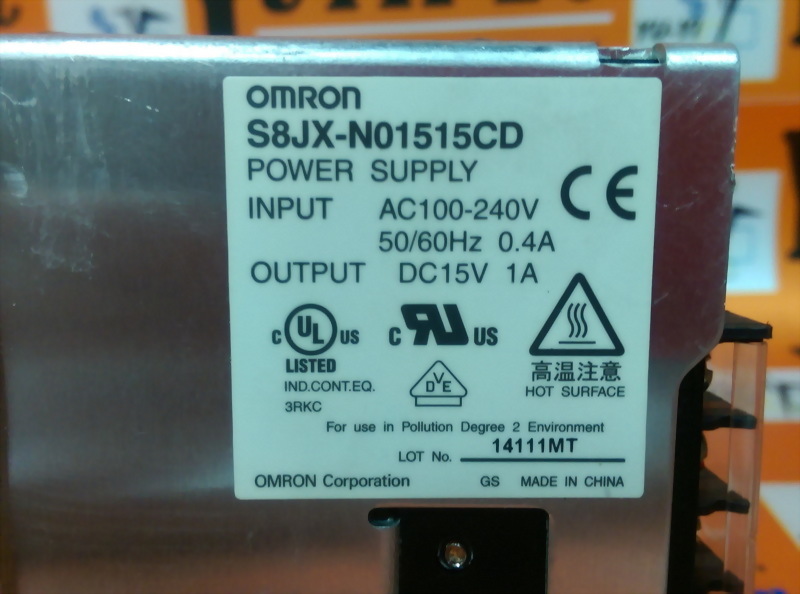 OMRON
S8JX-N01515CD
POWER SUPPLY
INPUT AC100-240V
50/60Hz 0.4A
OUTPUT DC15V 1A
CE
C UL US
LISTED
IND.CONT.EQ.
3RKC
C RU US
VDE
高温注意
HOT SURFACE
For use in Pollution Degree 2 Environment
LOT No. 14111MT
OMRON Corporation GS MADE IN CHINA